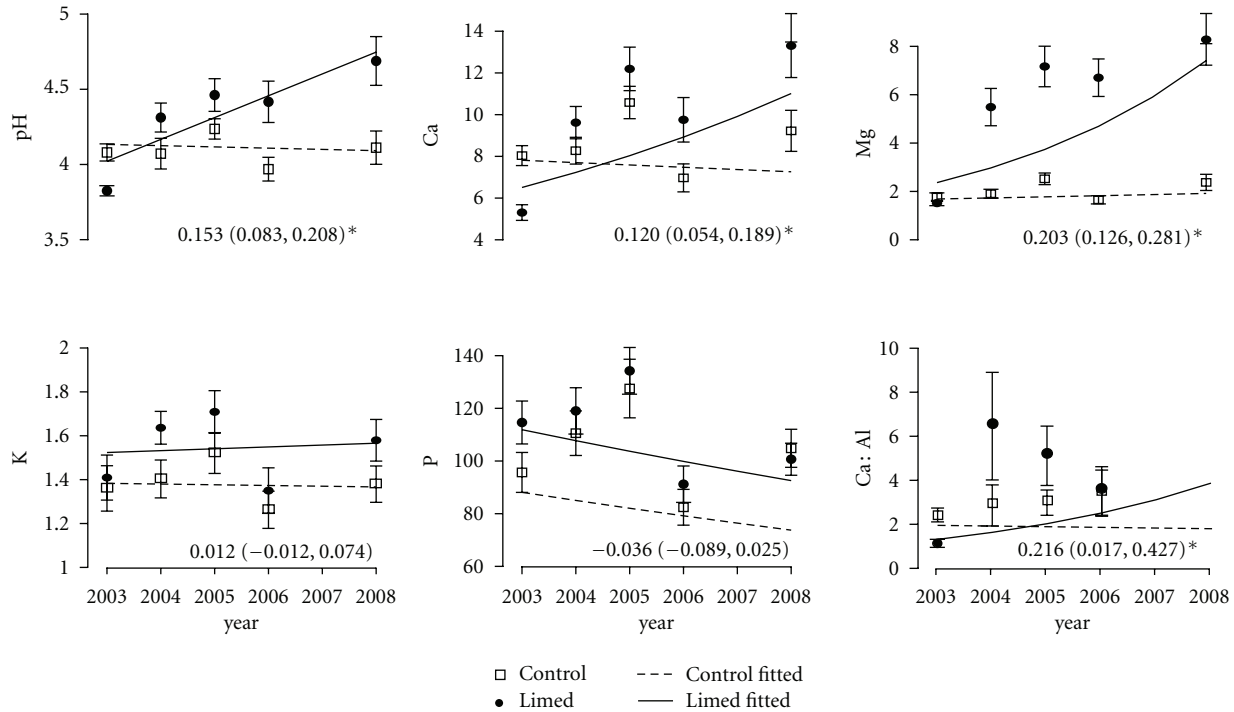 pH
5
4.5
4
3.5
0.153 (0.083, 0.208)*
Ca
14
12
10
8
6
4
0.120 (0.054, 0.189)*
Mg
8
6
4
2
0
0.203 (0.126, 0.281)*
K
2
1.8
1.6
1.4
1.2
1
0.012 (−0.012, 0.074)
2003 2004 2005 2006 2007 2008
year
P
140
120
100
80
60
−0.036 (−0.089, 0.025)
2003 2004 2005 2006 2007 2008
year
Ca: Al
10
8
6
4
2
0
0.216 (0.017, 0.427)*
2003 2004 2005 2006 2007 2008
year
Control
Limed
Control fitted
Limed fitted